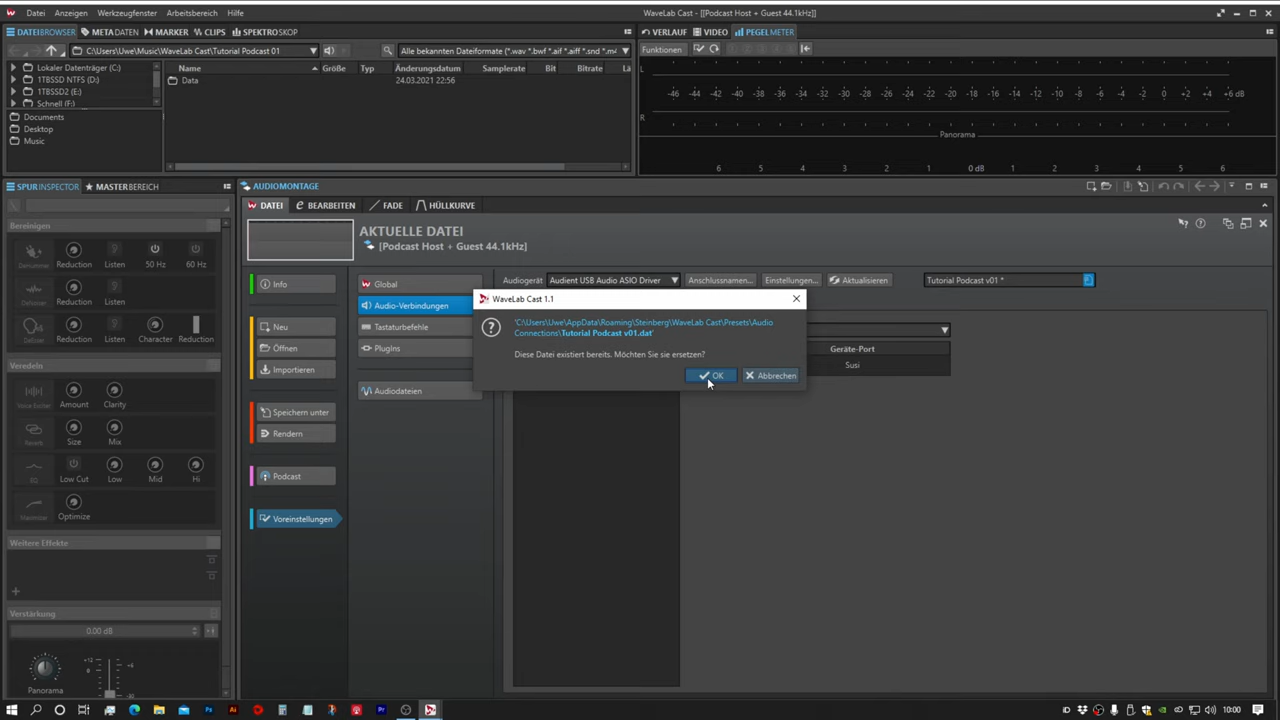 Datei Anzeigen Werkzeugfenster Arbeitsbereich Hilfe
WaveLab Cast - [[Podcast Host + Guest 44.1kHz]]
DATEIBROWSER METADATEN MARKER CLIPS SPEKTROSKOP
VERLAUF VIDEO PEGELMETER
C:\Users\Uwe\Music\WaveLab Cast\Tutorial Podcast 01
Alle bekannten Dateiformate (*.wav *.bwf *.aif *.aiff *.snd *.m
Funktionen
Lokaler Datenträger (C:)
1TBSSD NTFS (D:)
1TBSSD2 (E:)
Schnell (F:)
Documents
Desktop
Music
Name Größe Typ Änderungsdatum Samplerate Bit Bitrate Lä
Data 24.03.2021 22:56
L
-46 -44 -42 -40 -38 -36 -34 -32 -30 -28 -26 -24 -22 -20 -18 -16 -14 -12 -10 -8 -6 -4 -2 0 +2 +4 +6 dB
R
Panorama
6 5 4 3 2 1 0 dB 1 2 3 4 5 6
SPURINSPECTOR MASTERBEREICH
AUDIOMONTAGE
DATEI BEARBEITEN FADE HÜLLKURVE
Bereinigen
Reduction Listen 50 Hz 60 Hz
Reduction Listen
Reduction Listen Character Reduction
Veredeln
Amount Clarity
Size Mix
Low Cut Low Mid Hi
Optimize
Weitere Effekte
Verstärkung
0.00 dB
+12 +6
0
Panorama
AKTUELLE DATEI
[Podcast Host + Guest 44.1kHz]
Info
Neu
Öffnen
Importieren
Speichern unter
Rendern
Podcast
Voreinstellungen
Global
Audio-Verbindungen
Tastaturbefehle
PlugIns
Audiodateien
Audiogerät Audient USB Audio ASIO Driver Anschlussnamen... Einstellungen... Aktualisieren Tutorial Podcast v01 *
Geräte-Port
Susi
WaveLab Cast 1.1
'C:\Users\Uwe\AppData\Roaming\Steinberg\WaveLab Cast\Presets\Audio
Connections\Tutorial Podcast v01.dat'
Diese Datei existiert bereits. Möchten Sie sie ersetzen?
OK Abbrechen
10:00